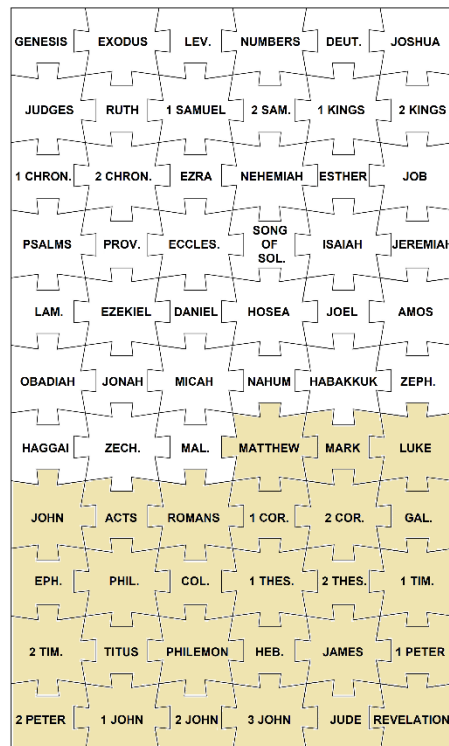 GENESIS EXODUS LEV. NUMBERS DEUT. JOSHUA
JUDGES RUTH 1 SAMUEL 2 SAM. 1 KINGS 2 KINGS
1 CHRON. 2 CHRON. EZRA NEHEMIAH ESTHER JOB
PSALMS PROV. ECCLES. SONG OF SOL. ISAIAH JEREMIAH
LAM. EZEKIEL DANIEL HOSEA JOEL AMOS
OBADIAH JONAH MICAH NAHUM HABAKKUK ZEPH.
HAGGAI ZECH. MAL. MATTHEW MARK LUKE
JOHN ACTS ROMANS 1 COR. 2 COR. GAL.
EPH. PHIL. COL. 1 THES. 2 THES. 1 TIM.
2 TIM. TITUS PHILEMON HEB. JAMES 1 PETER
2 PETER 1 JOHN 2 JOHN 3 JOHN JUDE REVELATION